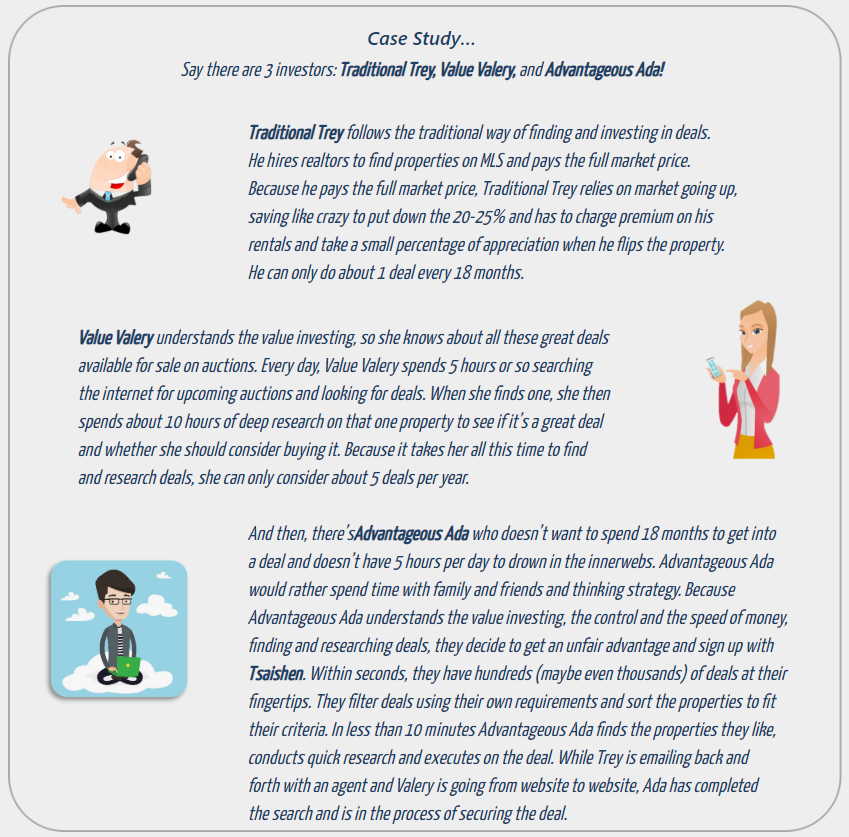 Case Study...
Say there are 3 investors: Traditional Trey, Value Valery, and Advantageous Ada!
Traditional Trey follows the traditional way of finding and investing in deals.
He hires realtors to find properties on MLS and pays the full market price.
Because he pays the full market price, Traditional Trey relies on market going up,
saving like crazy to put down the 20-25% and has to charge premium on his
rentals and take a small percentage of appreciation when he flips the property.
He can only do about 1 deal every 18 months.
Value Valery understands the value investing, so she knows about all these great deals
available for sale on auctions. Every day, Value Valery spends 5 hours or so searching
the internet for upcoming auctions and looking for deals. When she finds one, she then
spends about 10 hours of deep research on that one property to see if it's a great deal
and whether she should consider buying it. Because it takes her all this time to find
and research deals, she can only consider about 5 deals per year.
And then, there'sAdvantageous Ada who doesn't want to spend 18 months to get into
a deal and doesn't have 5 hours per day to drown in the innerwebs. Advantageous Ada
would rather spend time with family and friends and thinking strategy. Because
Advantageous Ada understands the value investing, the control and the speed of money,
finding and researching deals, they decide to get an unfair advantage and sign up with
Tsaishen. Within seconds, they have hundreds (maybe even thousands) of deals at their
fingertips. They filter deals using their own requirements and sort the properties to fit
their criteria. In less than 10 minutes Advantageous Ada finds the properties they like,
conducts quick research and executes on the deal. While Trey is emailing back and
forth with an agent and Valery is going from website to website, Ada has completed
the search and is in the process of securing the deal.